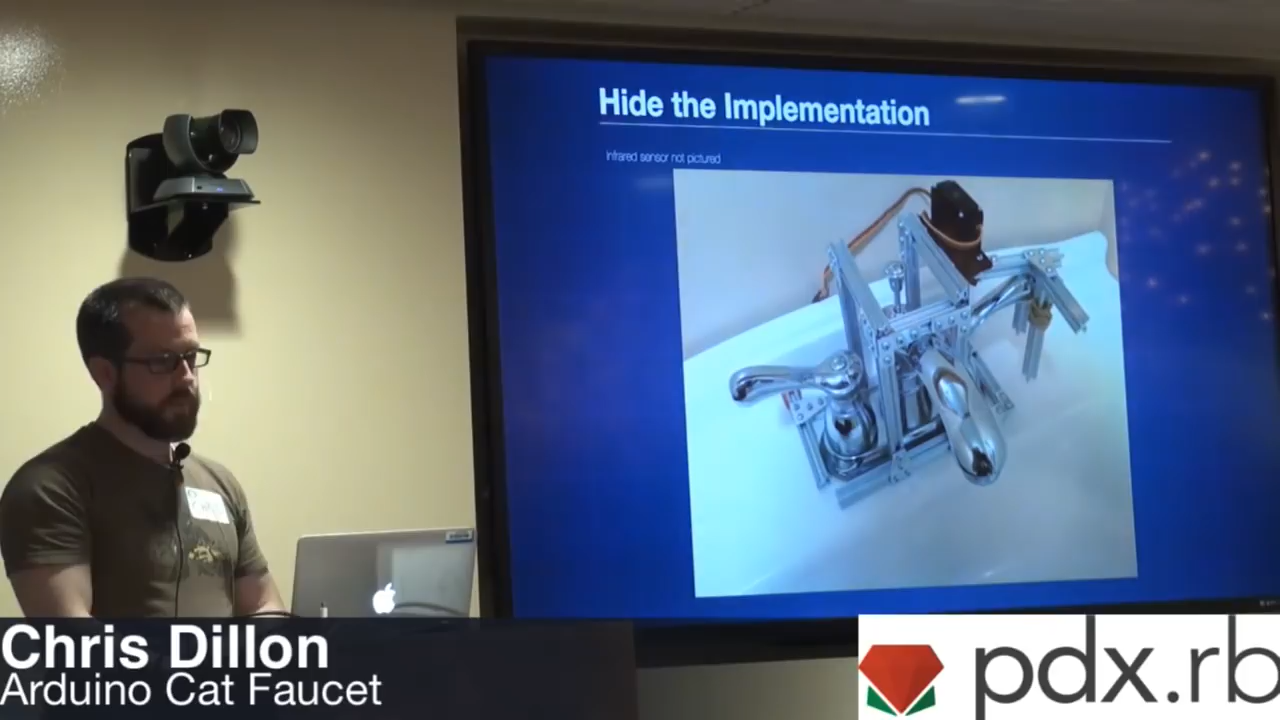 Hide the Implementation
Infrared sensor not pictured
Chris Dillon
Arduino Cat Faucet
pdx.rb